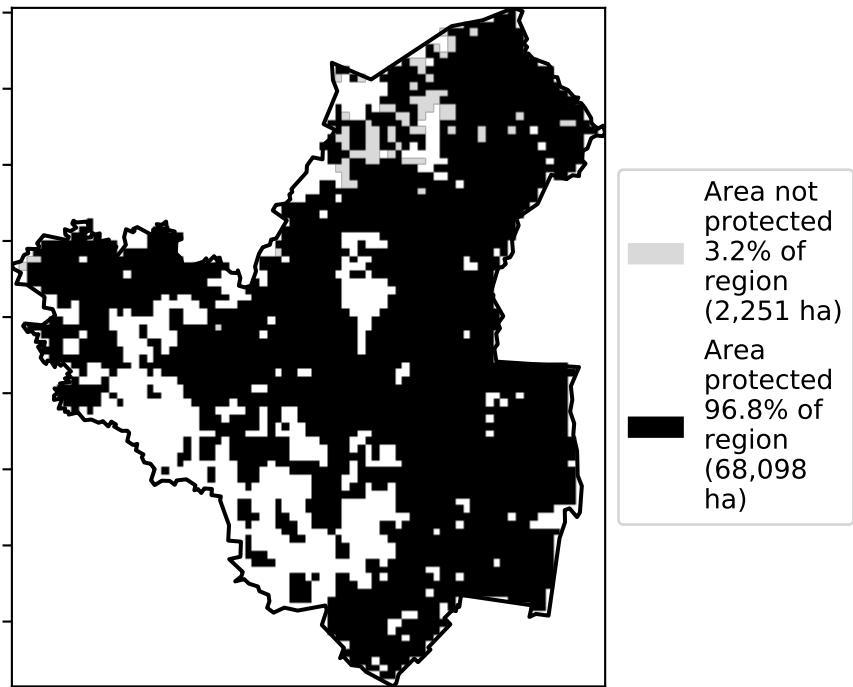 Area not
protected
3.2% of
region
(2,251 ha)
Area
protected
96.8% of
region
(68,098
ha)